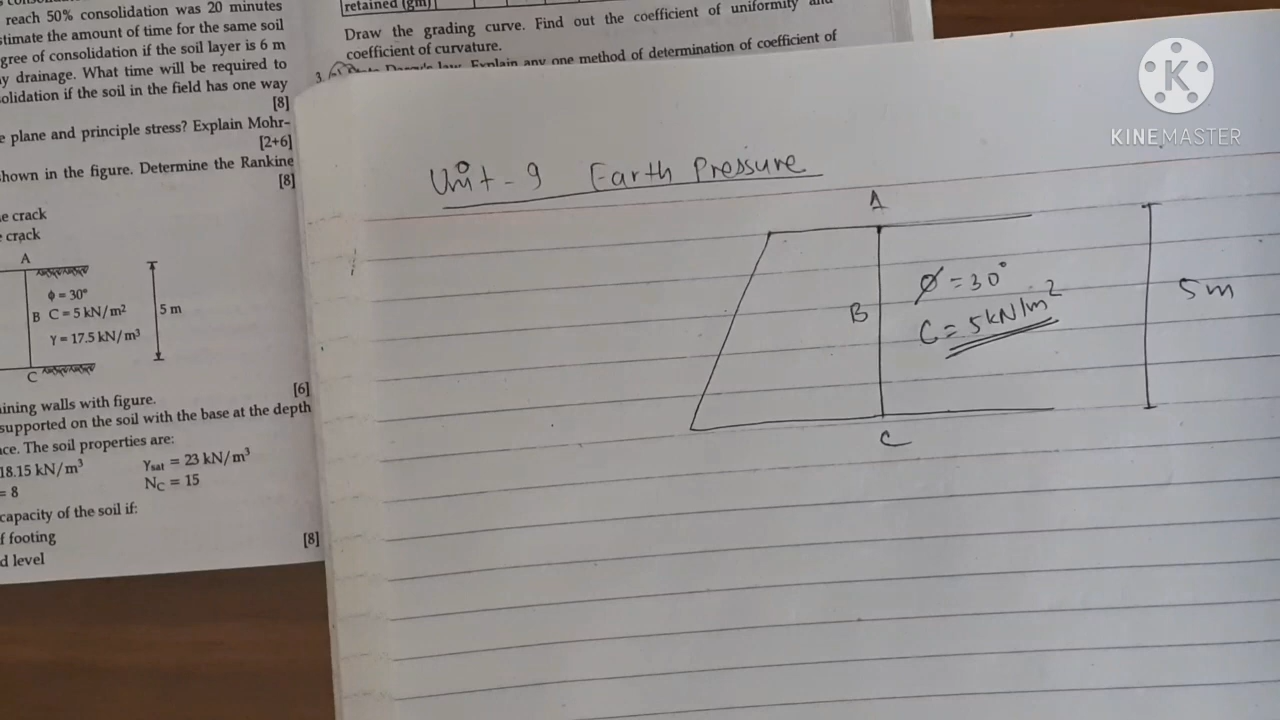 reach 50% consolidation was 20 minutes
stimate the amount of time for the same soil
gree of consolidation if the soil layer is 6 m
y drainage. What time will be required to
olidation if the soil in the field has one way
[8]
e plane and principle stress? Explain Mohr-
[2+6]
hown in the figure. Determine the Rankine
[8]
e crack
crack
A
ϕ = 30°
B C = 5 kN/m²
γ = 17.5 kN/m³
5 m
C
[6]
ining walls with figure.
supported on the soil with the base at the depth
ce. The soil properties are:
18.15 kN/m³ γsat = 23 kN/m³
= 8 NC = 15
capacity of the soil if:
f footing
[8]
d level
retained (gm)
Draw the grading curve. Find out the coefficient of uniformity and
coefficient of curvature.
3. Darcy's law. Explain any one method of determination of coefficient of
K
KINEMASTER
Unit - 9 Earth Pressure
A
ϕ = 30°
B
C = 5 kN/m²
5m
C